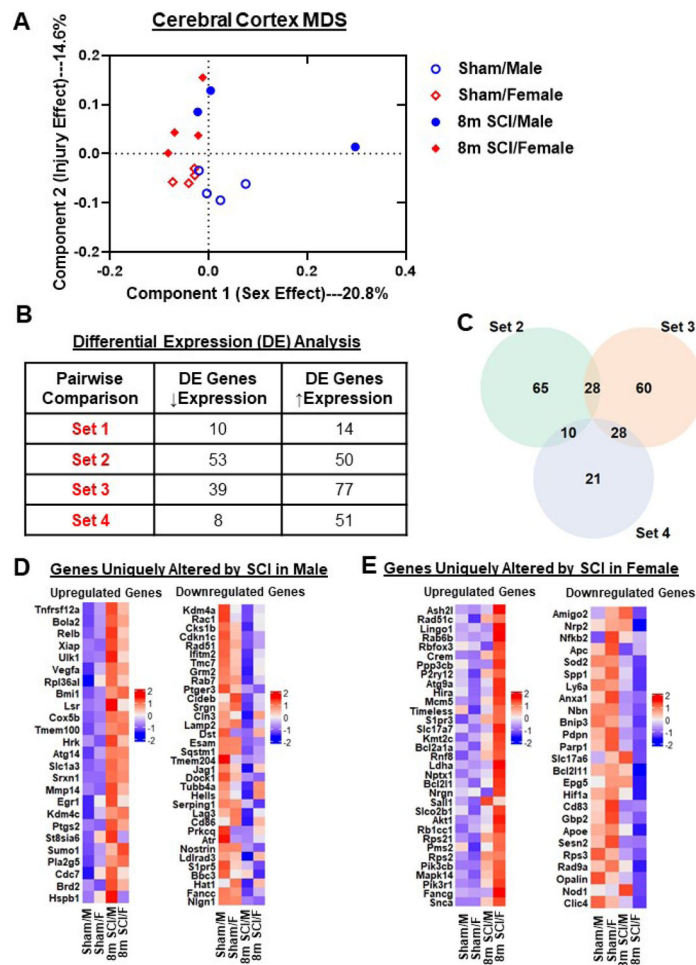 A
Cerebral Cortex MDS
Component 2 (Injury Effect)---14.6%
0.2
0.1
0.0
-0.1
-0.2
-0.2
0.0
0.2
0.4
Component 1 (Sex Effect)---20.8%
Sham/Male
Sham/Female
8m SCI/Male
8m SCI/Female
B
Differential Expression (DE) Analysis
Pairwise Comparison
DE Genes ↓Expression
DE Genes ↑Expression
Set 1 10 14
Set 2 53 50
Set 3 39 77
Set 4 8 51
C
Set 2
Set 3
65
28
60
10
28
21
Set 4
D
Genes Uniquely Altered by SCI in Male
Upregulated Genes
Tnfrsf12a
Bola2
Relb
Xiap
Ulk1
Vegfa
Rpl36al
Bmi1
Lsr
Cox5b
Tmem100
Hrk
Atg14
Slc1a3
Srxn1
Mmp14
Egr1
Kdm4c
Ptgs2
St8sia6
Sumo1
Pla2g5
Cdc7
Brd2
Hspb1
2
1
0
-1
-2
Sham/M
Sham/F
8m SCI/M
8m SCI/F
Downregulated Genes
Kdm4a
Rac1
Cks1b
Cdkn1c
Rad51
Ifitm2
Tmc7
Grm2
Rab7
Ptger3
Cideb
Srgn
Cln3
Lamp2
Dst
Esam
Sqstm1
Tmem204
Jag1
Dock1
Tubb4a
Hells
Serping1
Lag3
Cd86
Prkcq
Atr
Nostrin
Ldlrad3
S1pr5
Bbc3
Hat1
Fancc
Nlgn1
2
1
0
-1
-2
Sham/M
Sham/F
8m SCI/M
8m SCI/F
E
Genes Uniquely Altered by SCI in Female
Upregulated Genes
Ash2l
Rad51c
Lingo1
Rab6b
Rbfox3
Crem
Ppp3cb
P2ry12
Atg9a
Hira
Mcm5
Timeless
S1pr3
Slc17a7
Kmt2c
Bcl2a1a
Rnf8
Ldha
Nptx1
Bcl2l1
Nrgn
Sall1
Slco2b1
Akt1
Rb1cc1
Rps21
Pms2
Rps2
Pik3cb
Mapk14
Pik3r1
Fancg
Snca
2
1
0
-1
-2
Sham/M
Sham/F
8m SCI/M
8m SCI/F
Downregulated Genes
Amigo2
Nrp2
Nfkb2
Apc
Sod2
Spp1
Ly6a
Anxa1
Nbn
Bnip3
Pdpn
Parp1
Slc17a6
Bcl2l11
Epg5
Hif1a
Cd83
Gbp2
Apoe
Sesn2
Rps3
Rad9a
Opalin
Nod1
Clic4
2
1
0
-1
-2
Sham/M
Sham/F
8m SCI/M
8m SCI/F